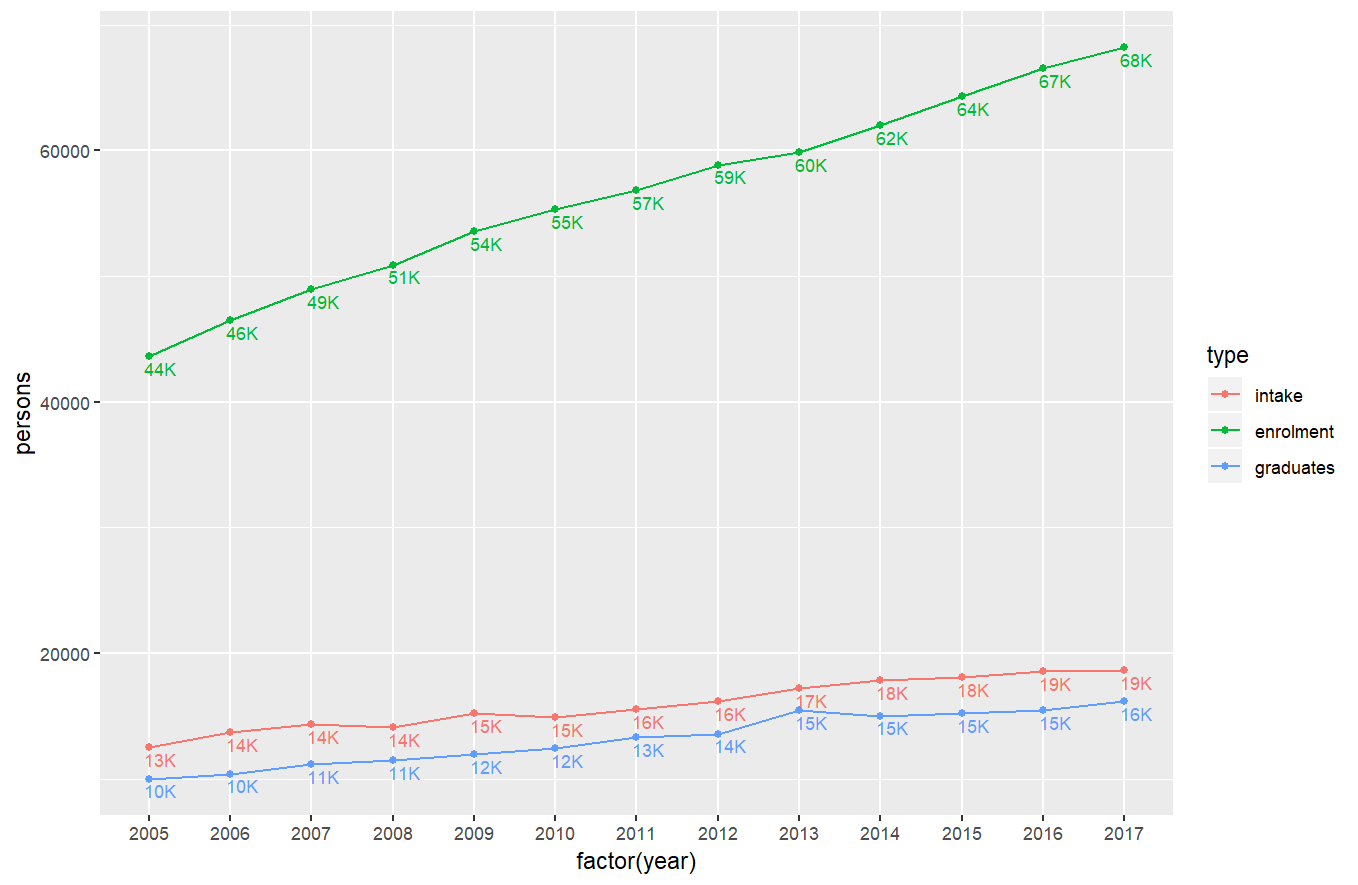 68K
67K
64K
62K
60000
60K
59K
57K
55K
54K
51K
49K
46K
44K
type
intake
40000
persons
enrolment
graduates
20000
19K
19K
18K
18K
17K
16K
16K
15K
15K
14K
14K
14K
13K
16K
15K
15K
15K
15K
14K
13K
12K
12K
11K
11K
10K
10K
2005 2006 2007 2008 2009 2010 2011 2012 2013 2014 2015 2016 2017
factor(year)